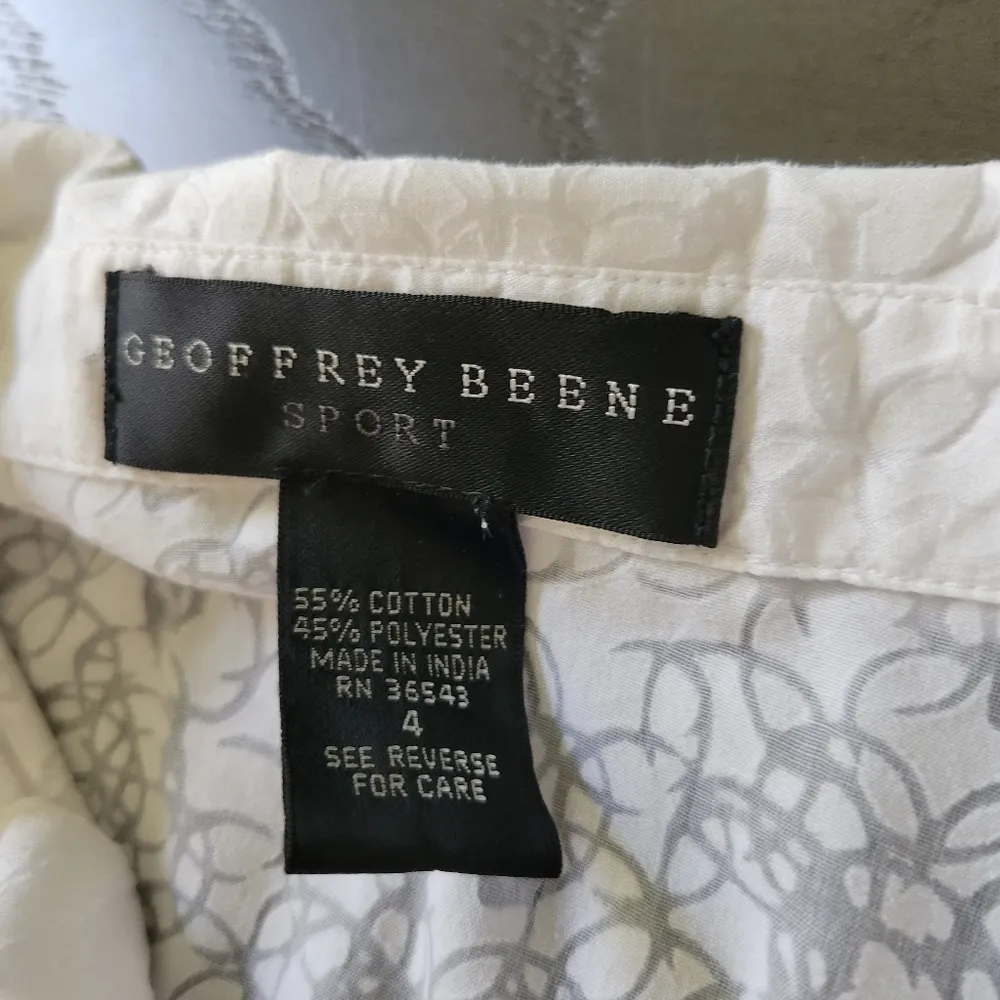 GEOFFREY BEENE
SPORT
55% COTTON
45% POLYESTER
MADE IN INDIA
RN 36543
4
SEE REVERSE
FOR CARE